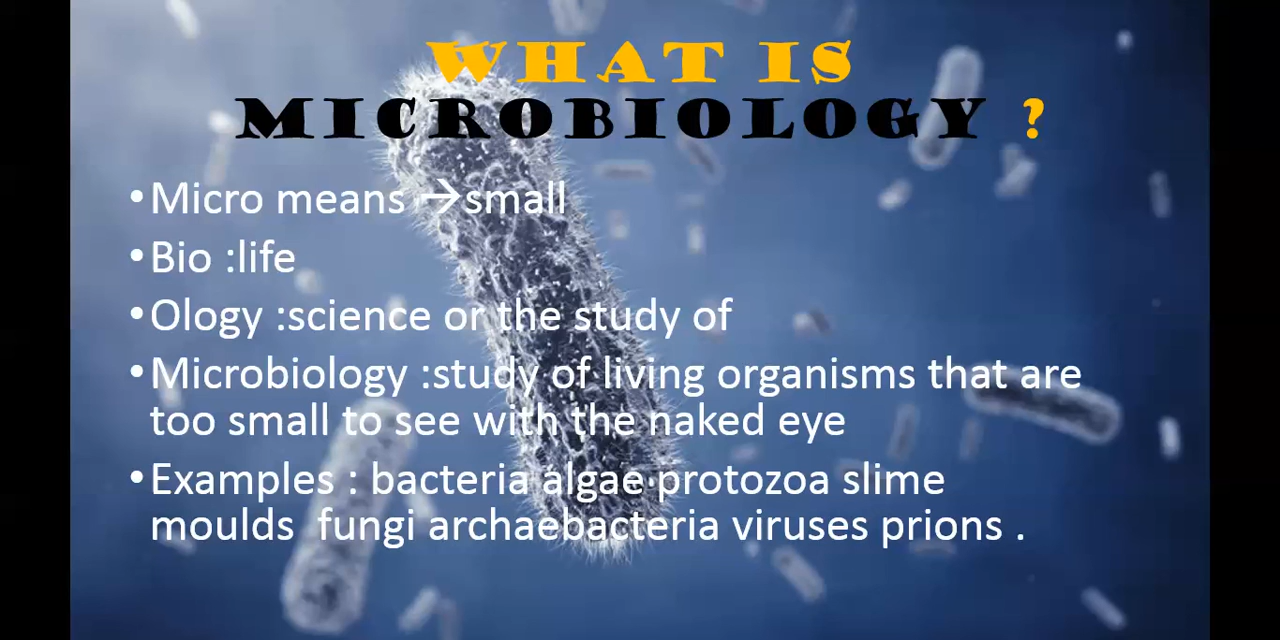 WHAT IS
MICROBIOLOGY ?
•Micro means →small
•Bio :life
•Ology :science or the study of
•Microbiology :study of living organisms that are
too small to see with the naked eye
•Examples : bacteria algae protozoa slime
moulds  fungi archaebacteria viruses prions .